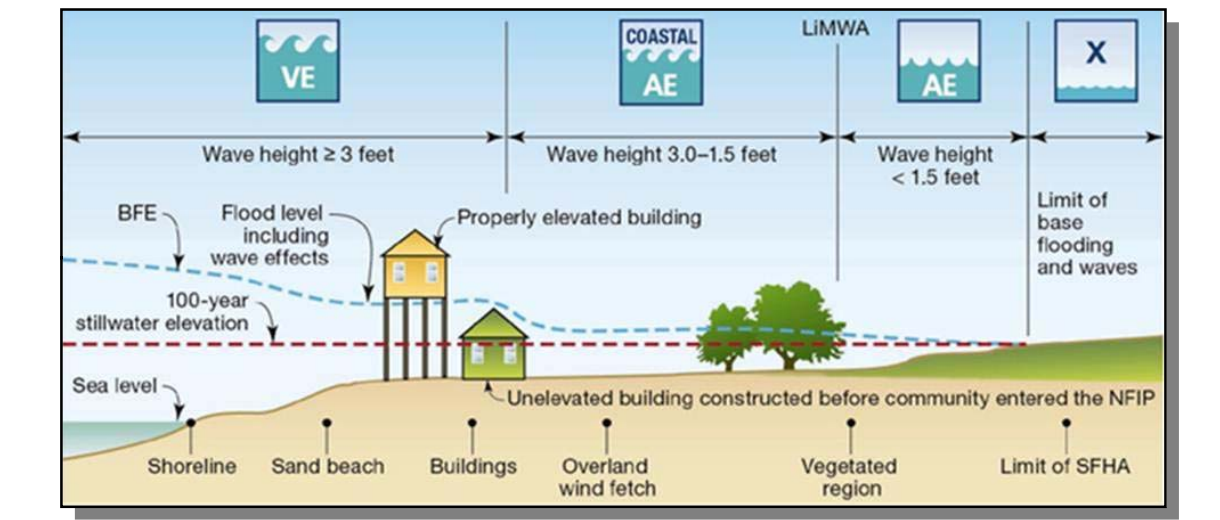 VE
COASTAL
AE
LiMWA
AE
X
Wave height ≥ 3 feet
Wave height 3.0–1.5 feet
Wave height
< 1.5 feet
Limit of
base
flooding
and waves
BFE
Flood level
including
wave effects
Properly elevated building
100-year
stillwater elevation
Sea level
Unelevated building constructed before community entered the NFIP
Shoreline
Sand beach
Buildings
Overland
wind fetch
Vegetated
region
Limit of SFHA